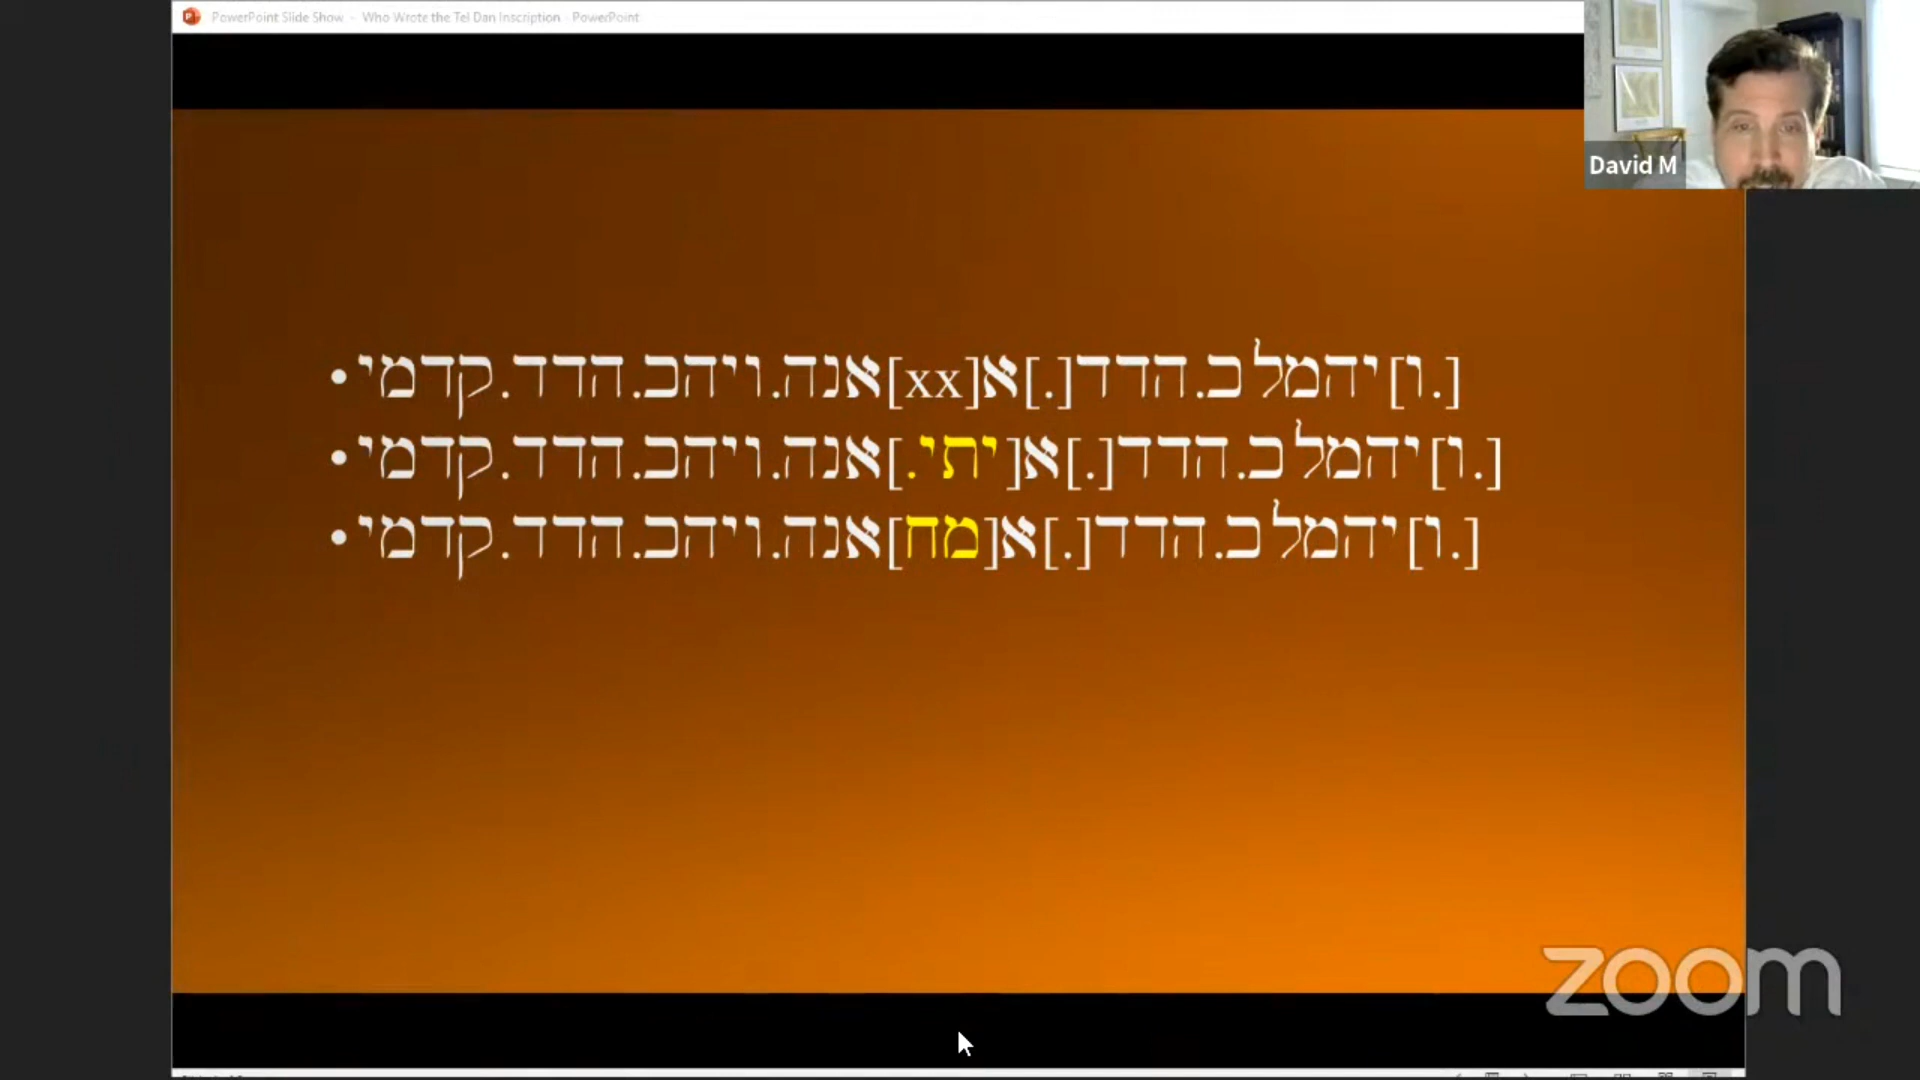 PowerPoint Slide Show - Who Wrote the Tel Dan Inscription - PowerPoint
David M
• [.ו]יהמלכ.הדד[.]א[xx]אנה.ויהכ.הדד.קדמי
• [.ו]יהמלכ.הדד[.]א[יתי.]אנה.ויהכ.הדד.קדמי
• [.ו]יהמלכ.הדד[.]א[מח]אנה.ויהכ.הדד.קדמי
zoom